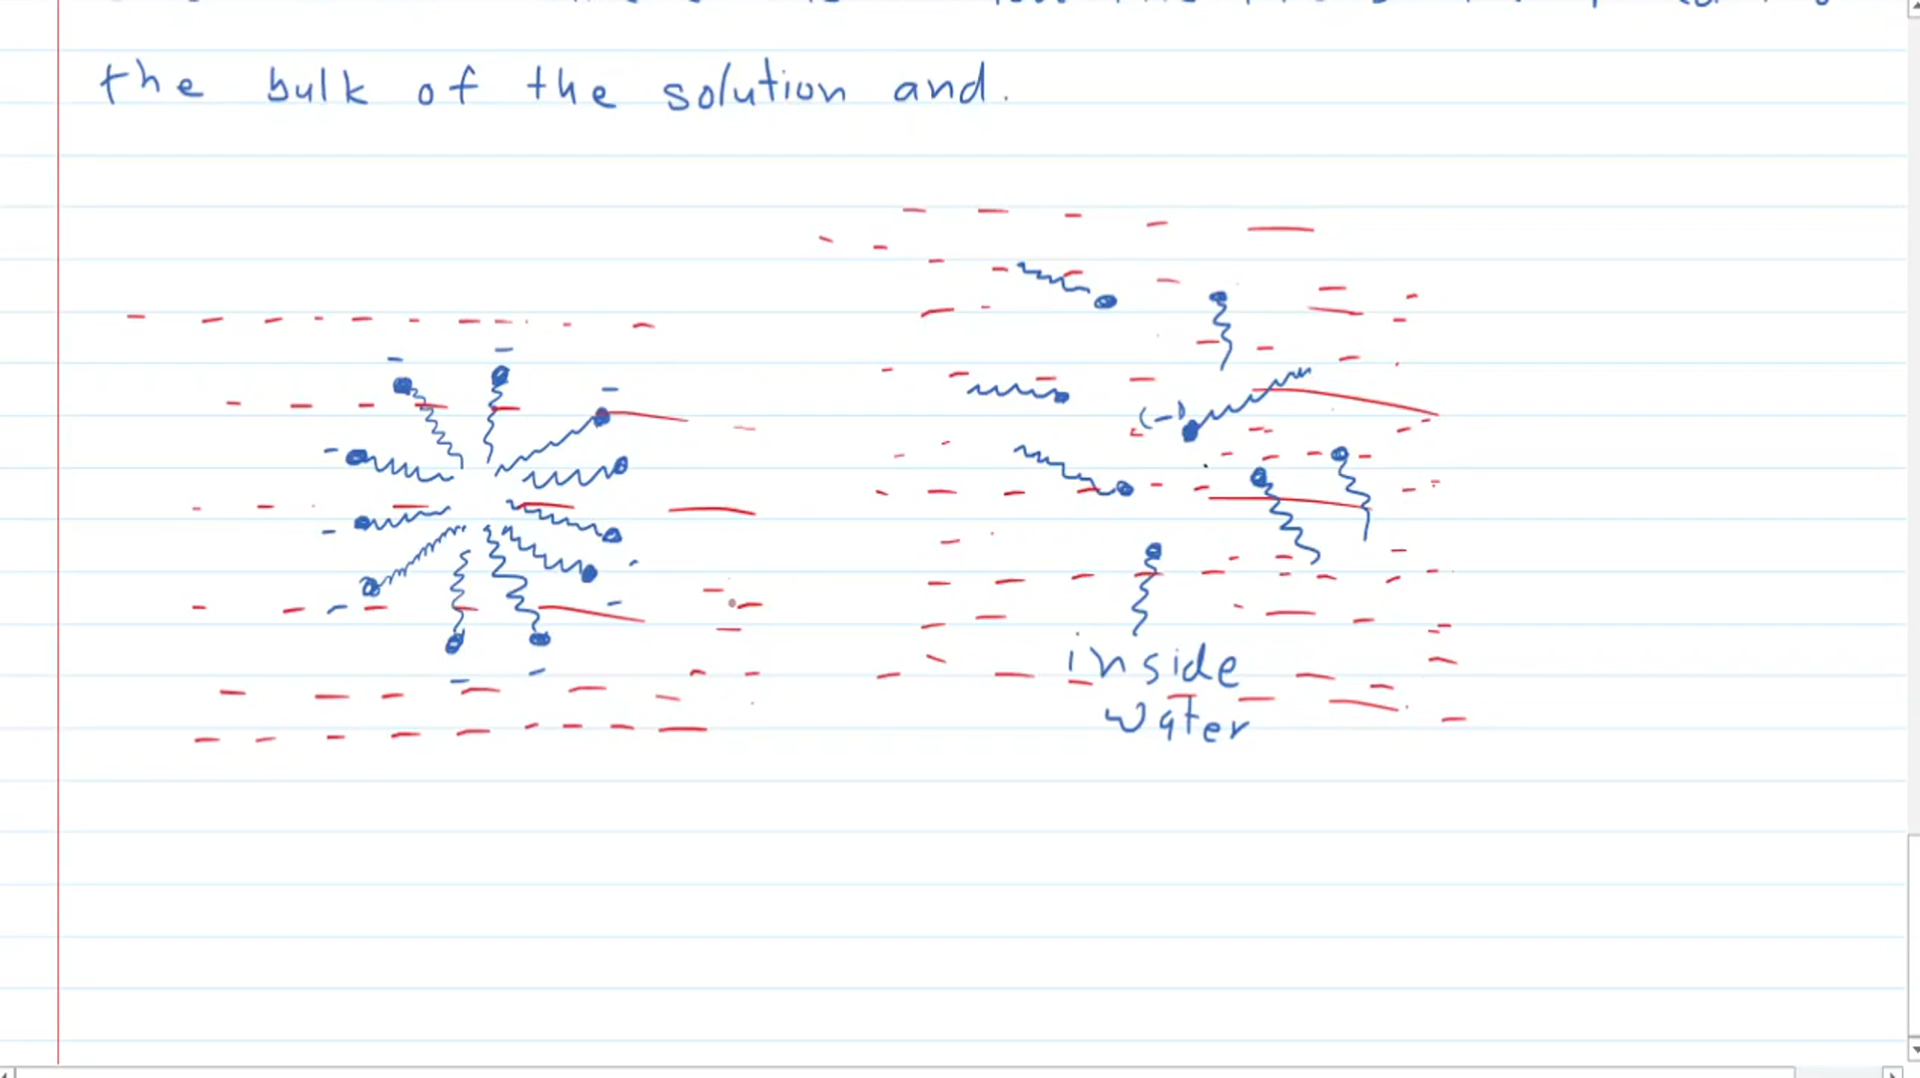 the bulk of the solution and.
(-)
inside
water